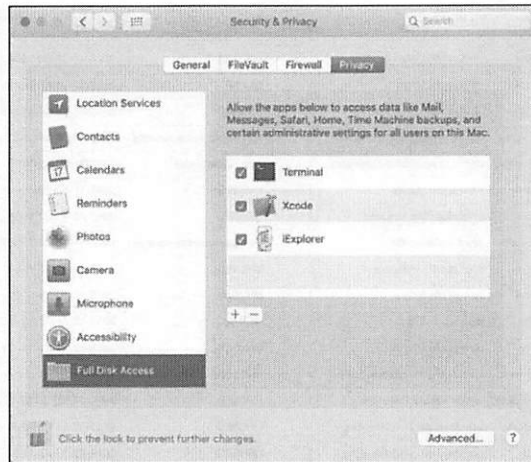 Security & Privacy
Search
General FileVault Firewall Privacy
Location Services
Contacts
17
Calendars
Reminders
Photos
Camera
Microphone
Accessibility
Full Disk Access
Allow the apps below to access data like Mail,
Messages, Safari, Home, Time Machine backups, and
certain administrative settings for all users on this Mac.
Terminal
Xcode
iExplorer
+ −
Click the lock to prevent further changes.
Advanced... ?